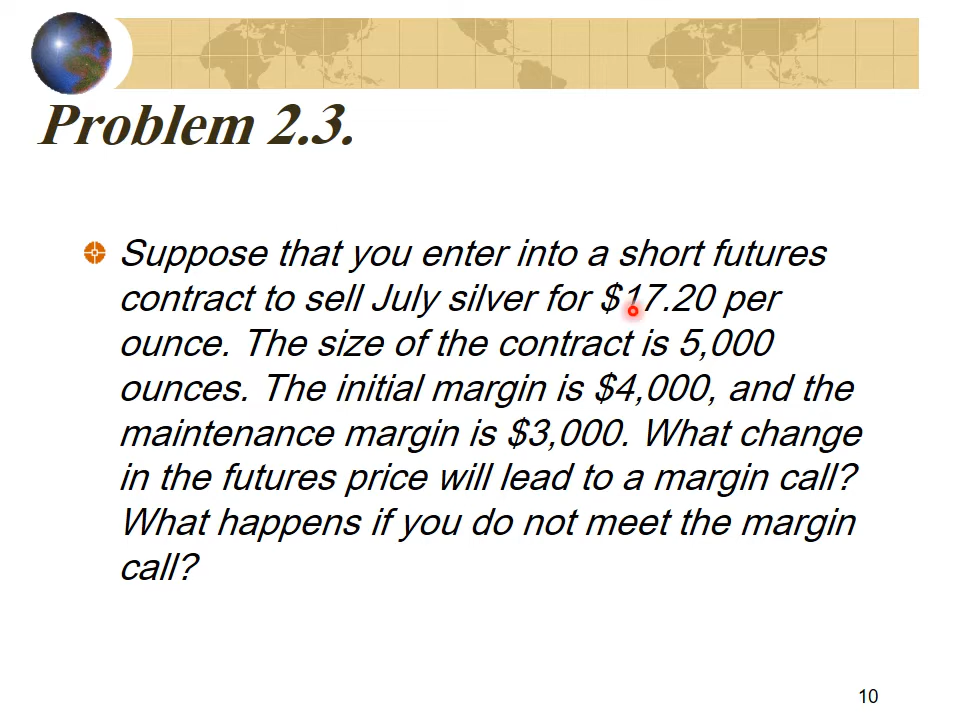 Problem 2.3.
Suppose that you enter into a short futures
contract to sell July silver for $17.20 per
ounce. The size of the contract is 5,000
ounces. The initial margin is $4,000, and the
maintenance margin is $3,000. What change
in the futures price will lead to a margin call?
What happens if you do not meet the margin
call?
10